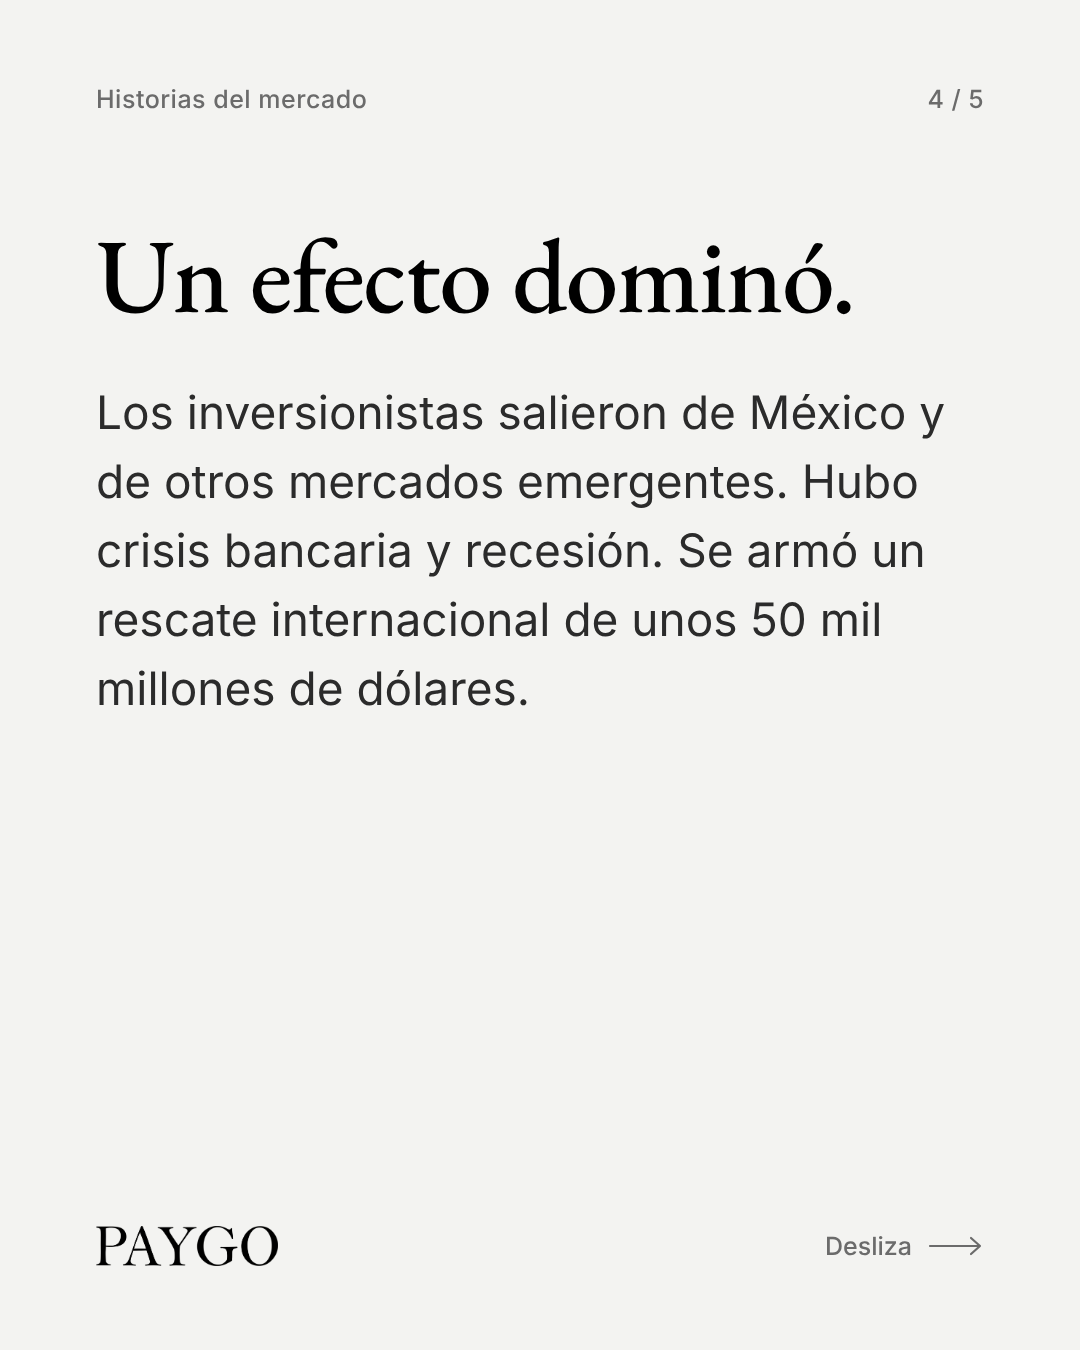 Historias del mercado
4 / 5
Un efecto dominó.
Los inversionistas salieron de México y
de otros mercados emergentes. Hubo
crisis bancaria y recesión. Se armó un
rescate internacional de unos 50 mil
millones de dólares.
PAYGO
Desliza